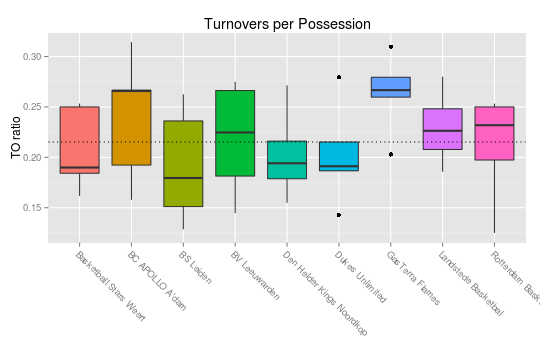 Turnovers per Possession
TO ratio
0.30
0.25
0.20
0.15
Basketball Stars Weert
BC APOLLO A'dam
BS Leiden
BV Leeuwarden
Den Helder Kings Noordkop
Dukes Unlimited
GasTerra Flames
Landstede Basketbal
Rotterdam Bask